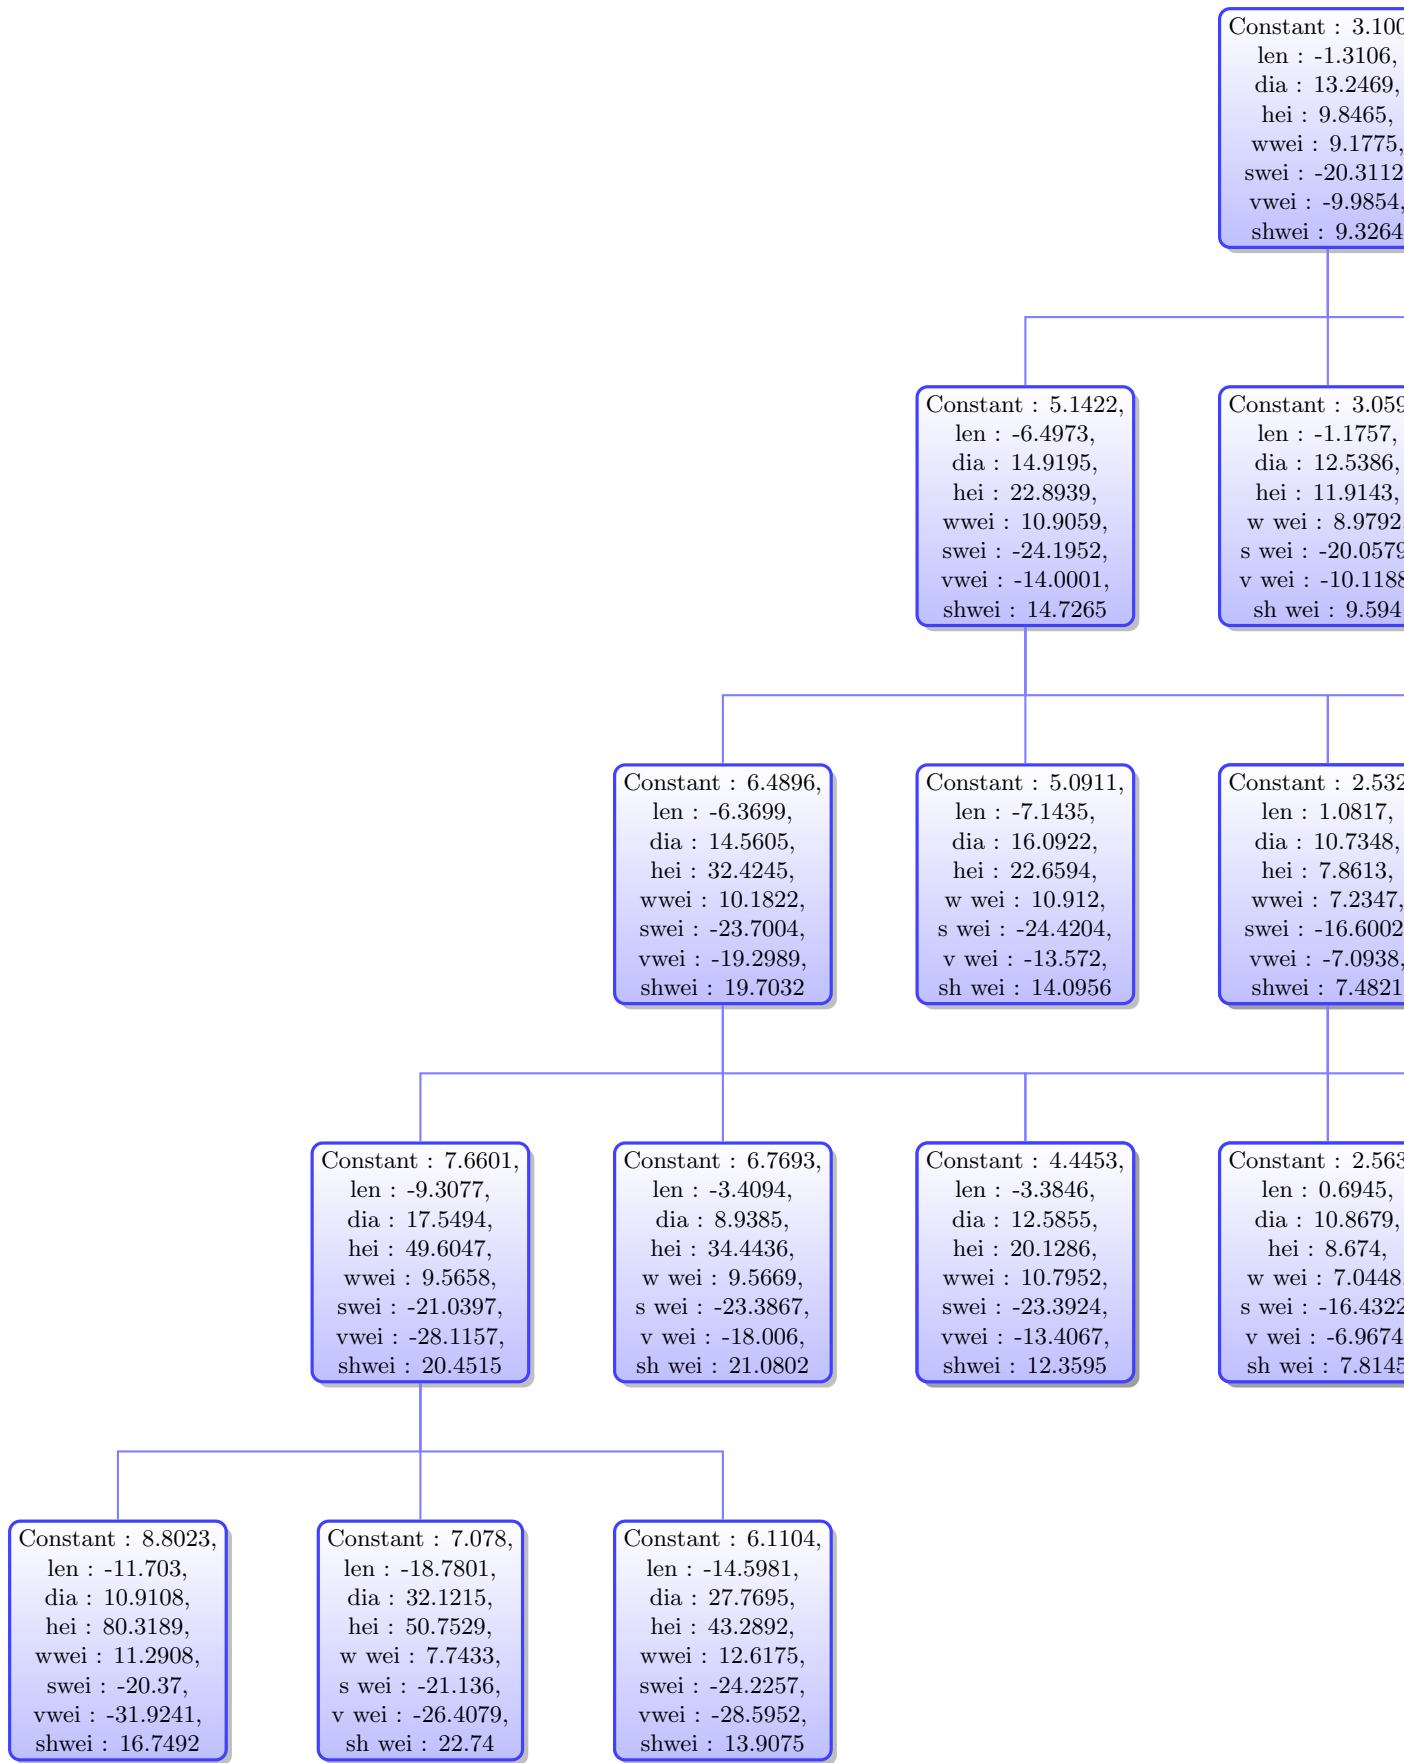 Constant : 3.100
len : -1.3106,
dia : 13.2469,
hei : 9.8465,
wwei : 9.1775,
swei : -20.3112
vwei : -9.9854,
shwei : 9.3264
Constant : 5.1422,
len : -6.4973,
dia : 14.9195,
hei : 22.8939,
wwei : 10.9059,
swei : -24.1952,
vwei : -14.0001,
shwei : 14.7265
Constant : 3.059
len : -1.1757,
dia : 12.5386,
hei : 11.9143,
w wei : 8.9792,
s wei : -20.0579
v wei : -10.1188
sh wei : 9.594
Constant : 6.4896,
len : -6.3699,
dia : 14.5605,
hei : 32.4245,
wwei : 10.1822,
swei : -23.7004,
vwei : -19.2989,
shwei : 19.7032
Constant : 5.0911,
len : -7.1435,
dia : 16.0922,
hei : 22.6594,
w wei : 10.912,
s wei : -24.4204,
v wei : -13.572,
sh wei : 14.0956
Constant : 2.532
len : 1.0817,
dia : 10.7348,
hei : 7.8613,
wwei : 7.2347,
swei : -16.6002
vwei : -7.0938,
shwei : 7.4821
Constant : 7.6601,
len : -9.3077,
dia : 17.5494,
hei : 49.6047,
wwei : 9.5658,
swei : -21.0397,
vwei : -28.1157,
shwei : 20.4515
Constant : 6.7693,
len : -3.4094,
dia : 8.9385,
hei : 34.4436,
w wei : 9.5669,
s wei : -23.3867,
v wei : -18.006,
sh wei : 21.0802
Constant : 4.4453,
len : -3.3846,
dia : 12.5855,
hei : 20.1286,
wwei : 10.7952,
swei : -23.3924,
vwei : -13.4067,
shwei : 12.3595
Constant : 2.563
len : 0.6945,
dia : 10.8679,
hei : 8.674,
w wei : 7.0448,
s wei : -16.4322
v wei : -6.9674
sh wei : 7.8145
Constant : 8.8023,
len : -11.703,
dia : 10.9108,
hei : 80.3189,
wwei : 11.2908,
swei : -20.37,
vwei : -31.9241,
shwei : 16.7492
Constant : 7.078,
len : -18.7801,
dia : 32.1215,
hei : 50.7529,
w wei : 7.7433,
s wei : -21.136,
v wei : -26.4079,
sh wei : 22.74
Constant : 6.1104,
len : -14.5981,
dia : 27.7695,
hei : 43.2892,
wwei : 12.6175,
swei : -24.2257,
vwei : -28.5952,
shwei : 13.9075